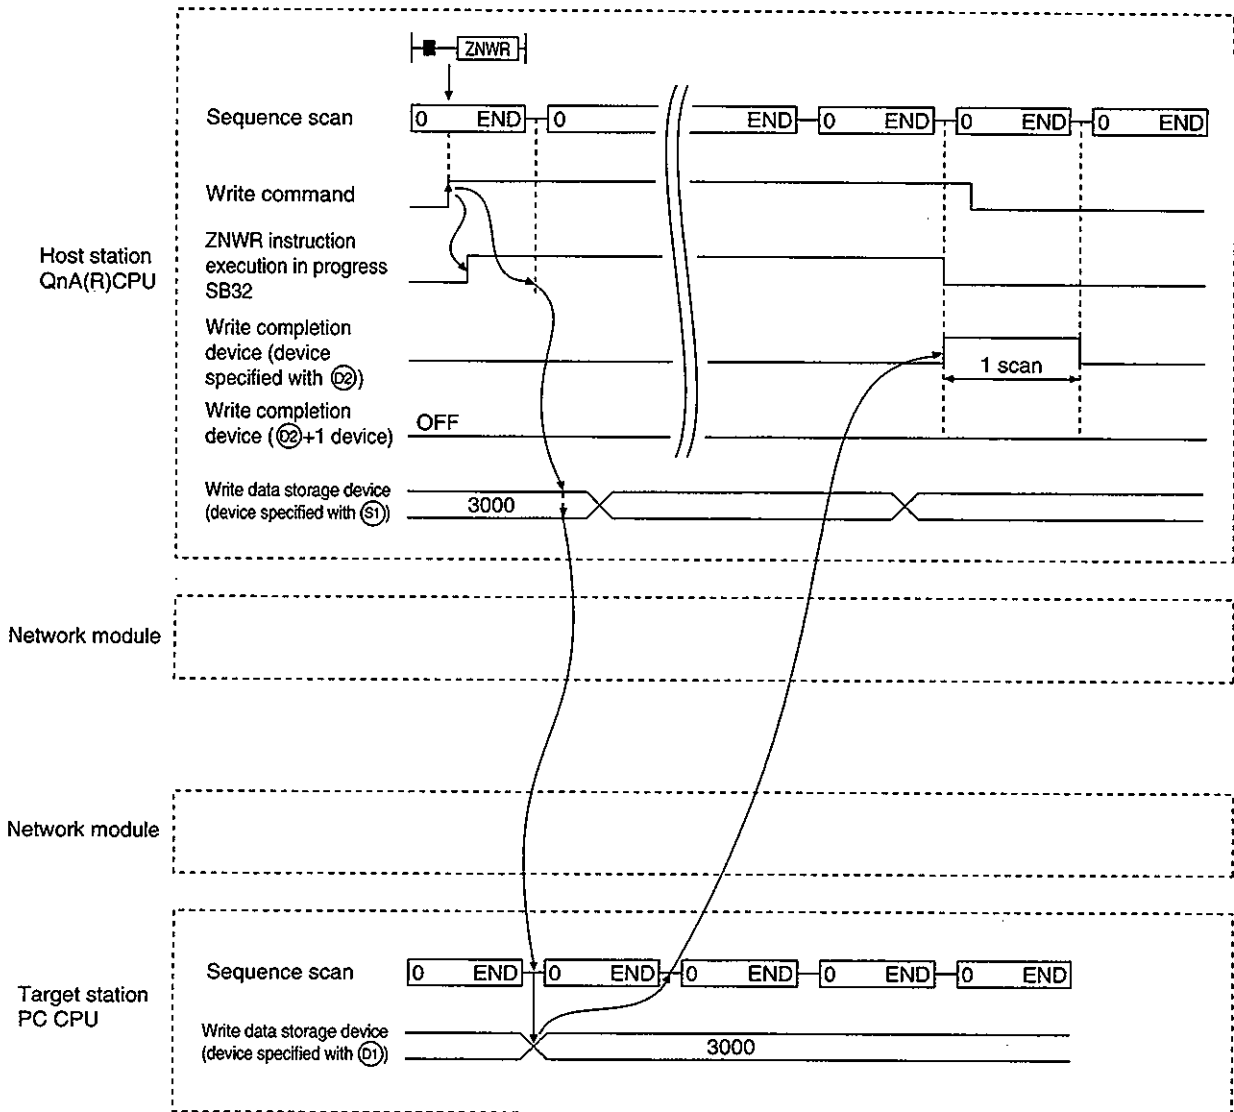 ZNWR
Sequence scan
0 END 0 END 0 END 0 END 0 END
Write command
ZNWR instruction
execution in progress
SB32
Host station
QnA(R)CPU
Write completion
device (device
specified with D2)
1 scan
Write completion
device (D2+1 device)
OFF
Write data storage device
(device specified with S1)
3000
Network module
Network module
Sequence scan
0 END 0 END 0 END 0 END 0 END
Target station
PC CPU
Write data storage device
(device specified with D1)
3000